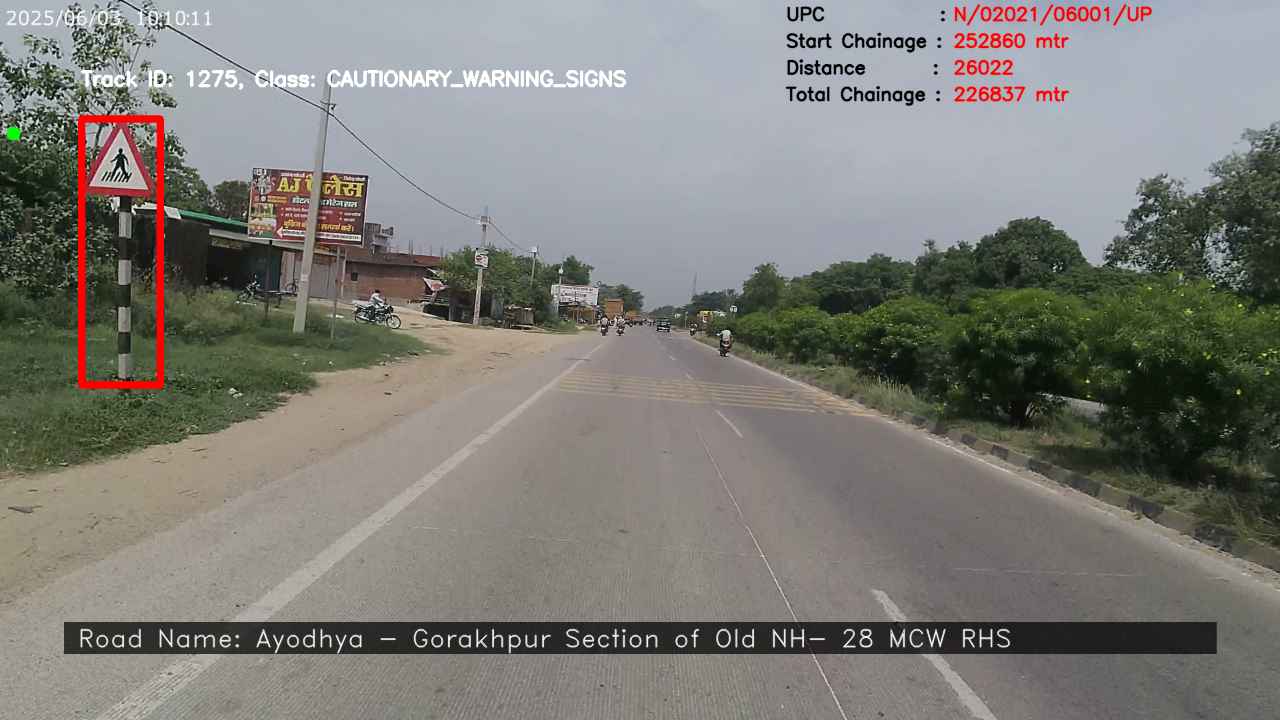 2025/06/03 10:10:11
UPC : N/02021/06001/UP
Start Chainage : 252860 mtr
Distance : 26022
Total Chainage : 226837 mtr
Track ID: 1275, Class: CAUTIONARY_WARNING_SIGNS
AJ पैलेस
Road Name: Ayodhya - Gorakhpur Section of Old NH- 28 MCW RHS